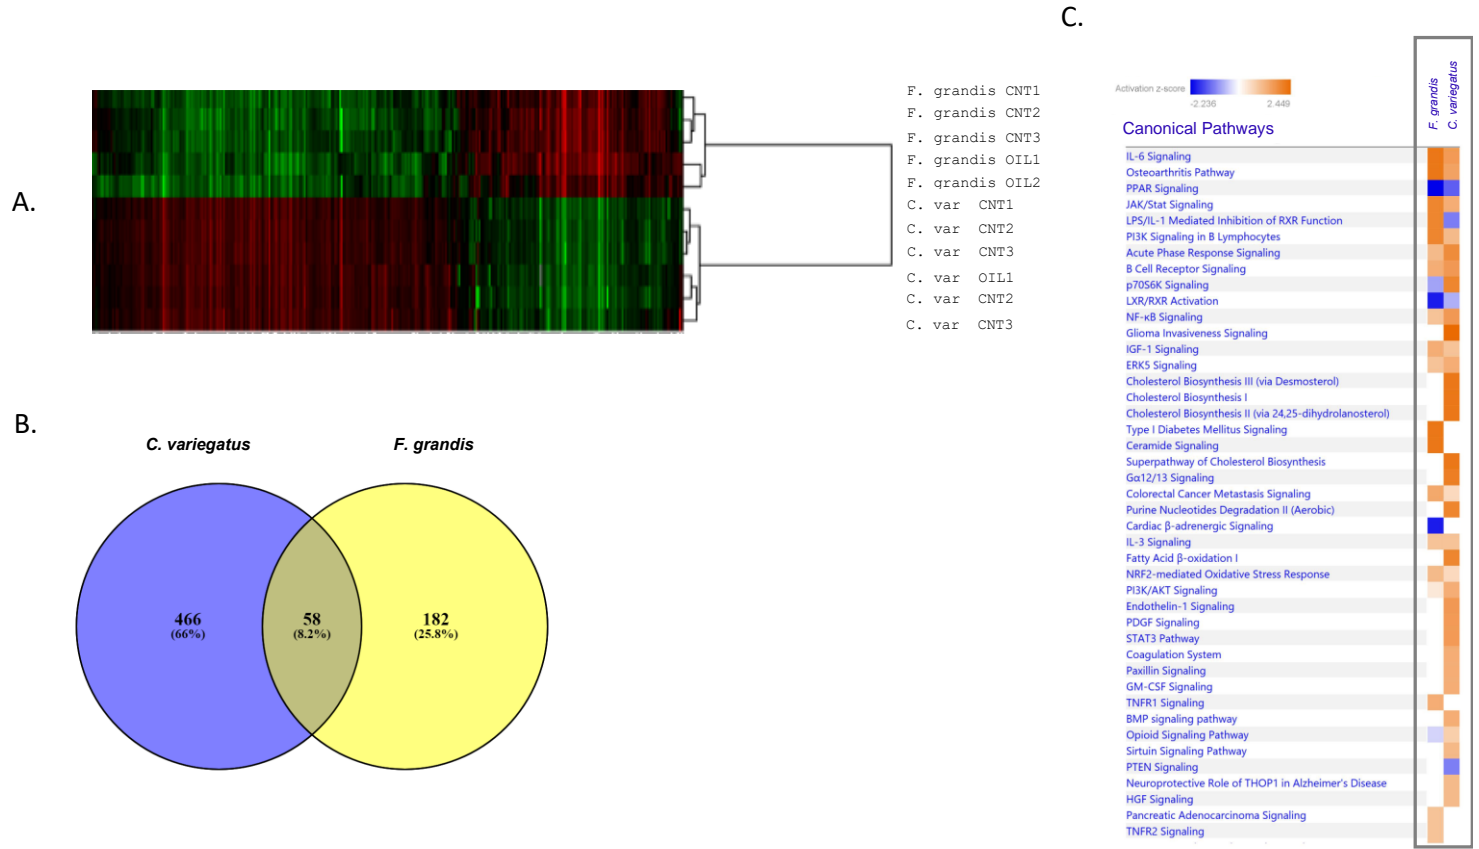 C.
A.
F. grandis CNT1
F. grandis CNT2
F. grandis CNT3
F. grandis OIL1
F. grandis OIL2
C. var CNT1
C. var CNT2
C. var CNT3
C. var OIL1
C. var CNT2
C. var CNT3
B.
C. variegatus F. grandis
466 58 182
(66%) (8.2%) (25.8%)
Activation z-score
-2.236 2.449
F. grandis
C. variegatus
Canonical Pathways
IL-6 Signaling
Osteoarthritis Pathway
PPAR Signaling
JAK/Stat Signaling
LPS/IL-1 Mediated Inhibition of RXR Function
PI3K Signaling in B Lymphocytes
Acute Phase Response Signaling
B Cell Receptor Signaling
p70S6K Signaling
LXR/RXR Activation
NF-κB Signaling
Glioma Invasiveness Signaling
IGF-1 Signaling
ERK5 Signaling
Cholesterol Biosynthesis III (via Desmosterol)
Cholesterol Biosynthesis I
Cholesterol Biosynthesis II (via 24,25-dihydrolanosterol)
Type I Diabetes Mellitus Signaling
Ceramide Signaling
Superpathway of Cholesterol Biosynthesis
Gα12/13 Signaling
Colorectal Cancer Metastasis Signaling
Purine Nucleotides Degradation II (Aerobic)
Cardiac β-adrenergic Signaling
IL-3 Signaling
Fatty Acid β-oxidation I
NRF2-mediated Oxidative Stress Response
PI3K/AKT Signaling
Endothelin-1 Signaling
PDGF Signaling
STAT3 Pathway
Coagulation System
Paxillin Signaling
GM-CSF Signaling
TNFR1 Signaling
BMP signaling pathway
Opioid Signaling Pathway
Sirtuin Signaling Pathway
PTEN Signaling
Neuroprotective Role of THOP1 in Alzheimer's Disease
HGF Signaling
Pancreatic Adenocarcinoma Signaling
TNFR2 Signaling